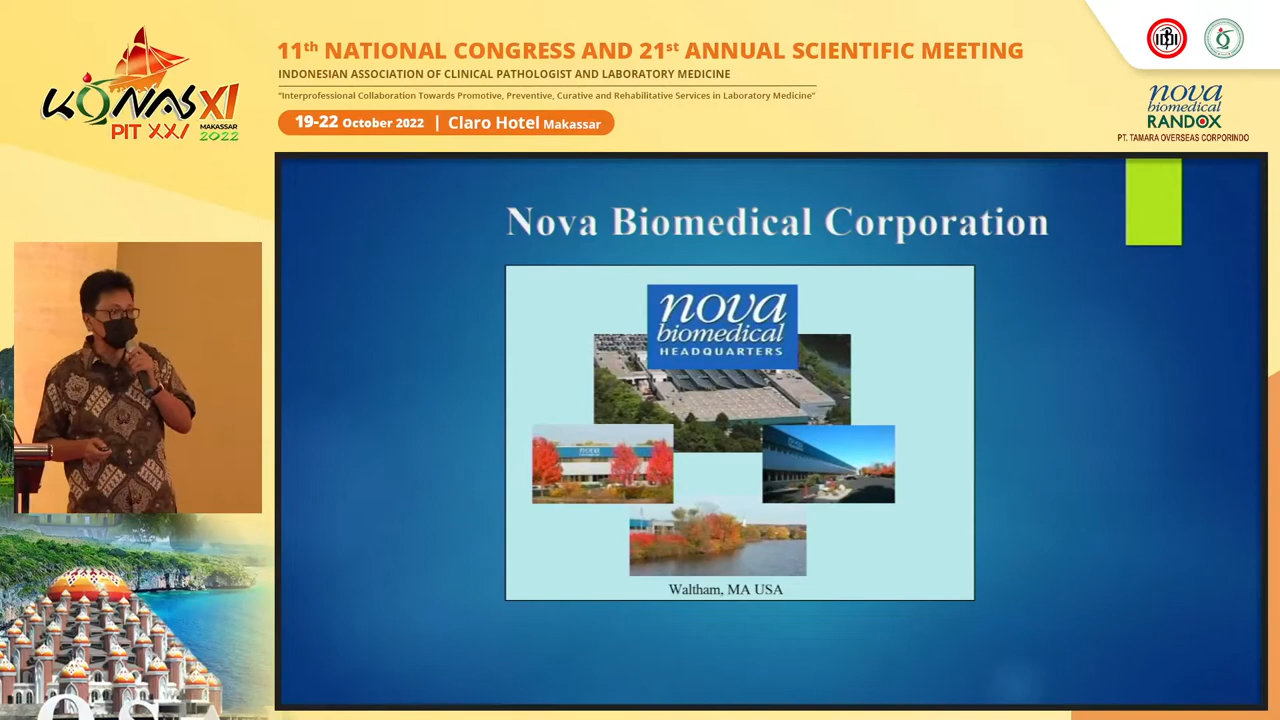 11th NATIONAL CONGRESS AND 21st ANNUAL SCIENTIFIC MEETING
INDONESIAN ASSOCIATION OF CLINICAL PATHOLOGIST AND LABORATORY MEDICINE
"Interprofessional Collaboration Towards Promotive, Preventive, Curative and Rehabilitative Services in Laboratory Medicine"
19-22 October 2022 | Claro Hotel Makassar
KONAS XI
PIT XXI
MAKASSAR
2022
IDI
nova
biomedical
RANDOX
PT. TAMARA OVERSEAS CORPORINDO
Nova Biomedical Corporation
nova
biomedical
HEADQUARTERS
Waltham, MA USA